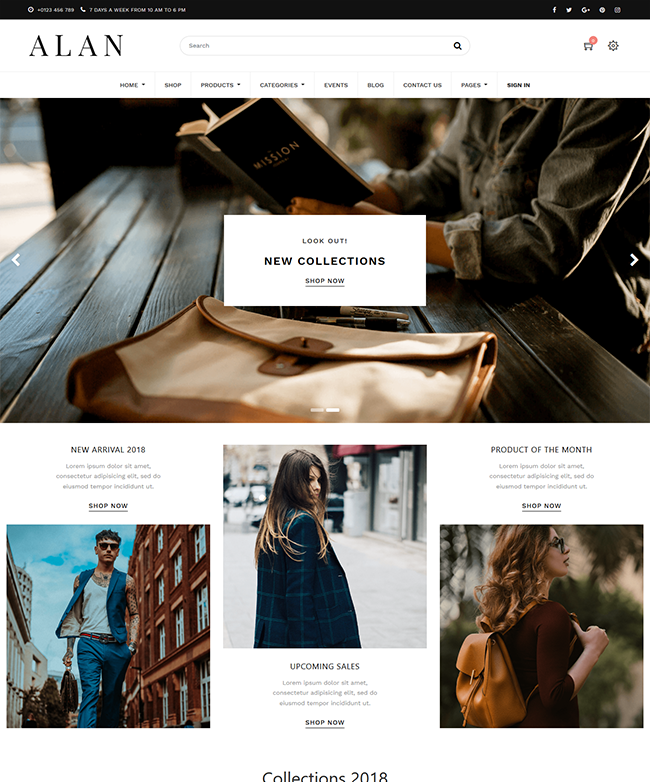 +0123 456 789 7 DAYS A WEEK FROM 10 AM TO 6 PM
ALAN
Search
0
HOME SHOP PRODUCTS CATEGORIES EVENTS BLOG CONTACT US PAGES SIGN IN
MISSION
LOOK OUT!
NEW COLLECTIONS
SHOP NOW
NEW ARRIVAL 2018
Lorem ipsum dolor sit amet,
consectetur adipisicing elit, sed do
eiusmod tempor incididunt ut.
SHOP NOW
UPCOMING SALES
Lorem ipsum dolor sit amet,
consectetur adipisicing elit, sed do
eiusmod tempor incididunt ut.
SHOP NOW
PRODUCT OF THE MONTH
Lorem ipsum dolor sit amet,
consectetur adipisicing elit, sed do
eiusmod tempor incididunt ut.
SHOP NOW
Collections 2018